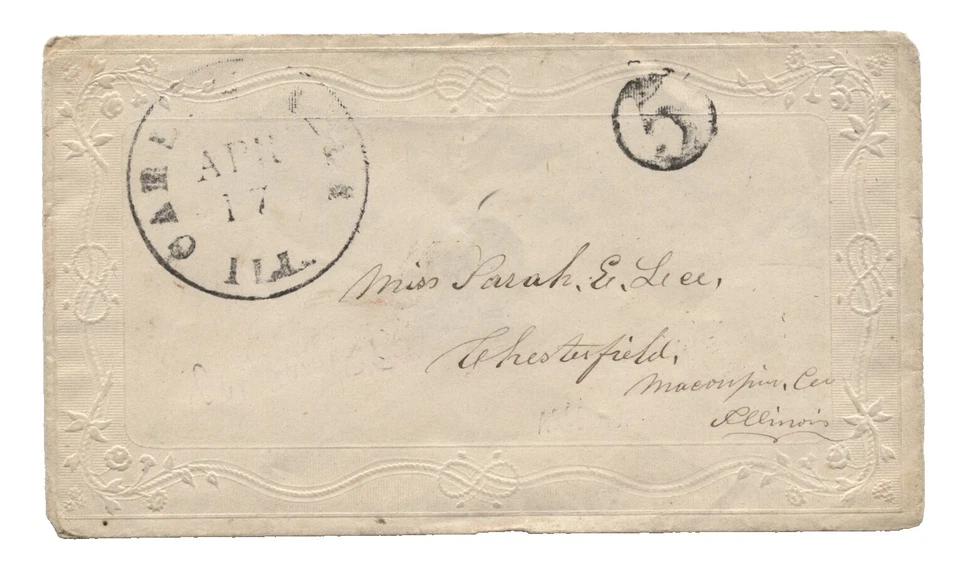 APR
17
ILL.
5
Miss Sarah. E. Lee,
Chesterfield,
Macoupin, Co
Illinois